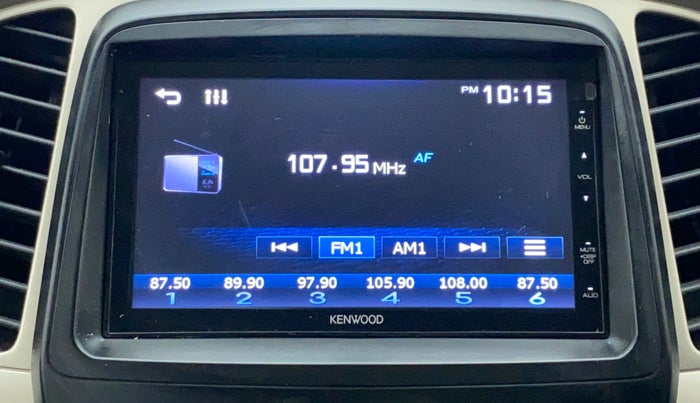 PM 10:15
MENU
107.95 MHz AF
VOL
FM1 AM1
MUTE
•DISP
OFF
87.50 89.90 97.90 105.90 108.00 87.50
1 2 3 4 5 6
AUD
KENWOOD